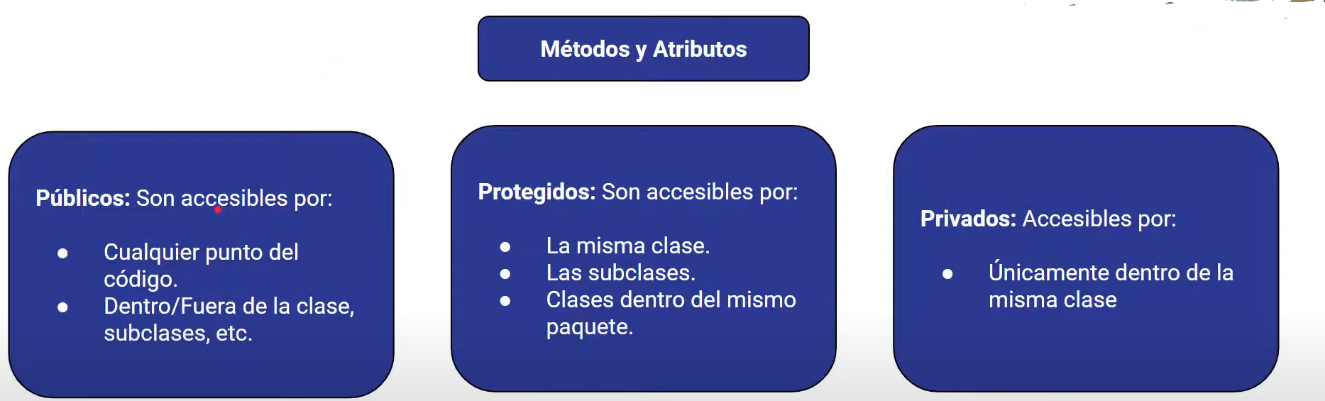 Métodos y Atributos
Públicos: Son accesibles por:
● Cualquier punto del
código.
● Dentro/Fuera de la clase,
subclases, etc.
Protegidos: Son accesibles por:
● La misma clase.
● Las subclases.
● Clases dentro del mismo
paquete.
Privados: Accesibles por:
● Únicamente dentro de la
misma clase